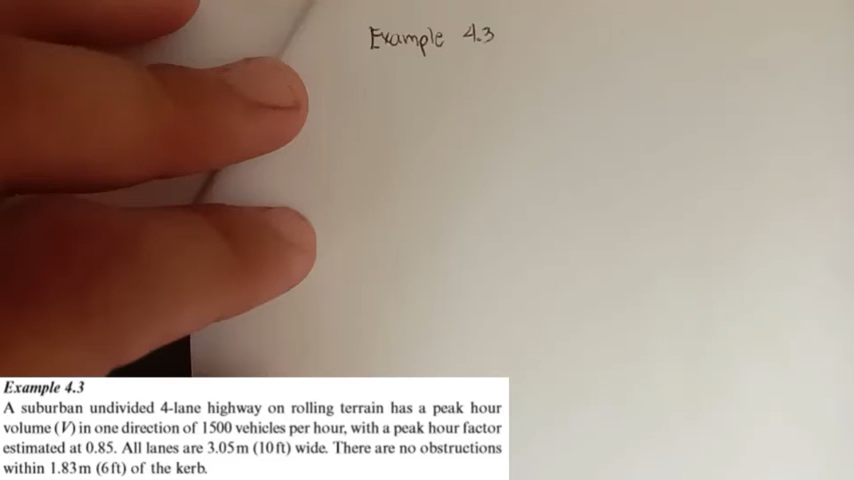 Example 4.3
Example 4.3
A suburban undivided 4-lane highway on rolling terrain has a peak hour
volume (V) in one direction of 1500 vehicles per hour, with a peak hour factor
estimated at 0.85. All lanes are 3.05 m (10 ft) wide. There are no obstructions
within 1.83 m (6 ft) of the kerb.